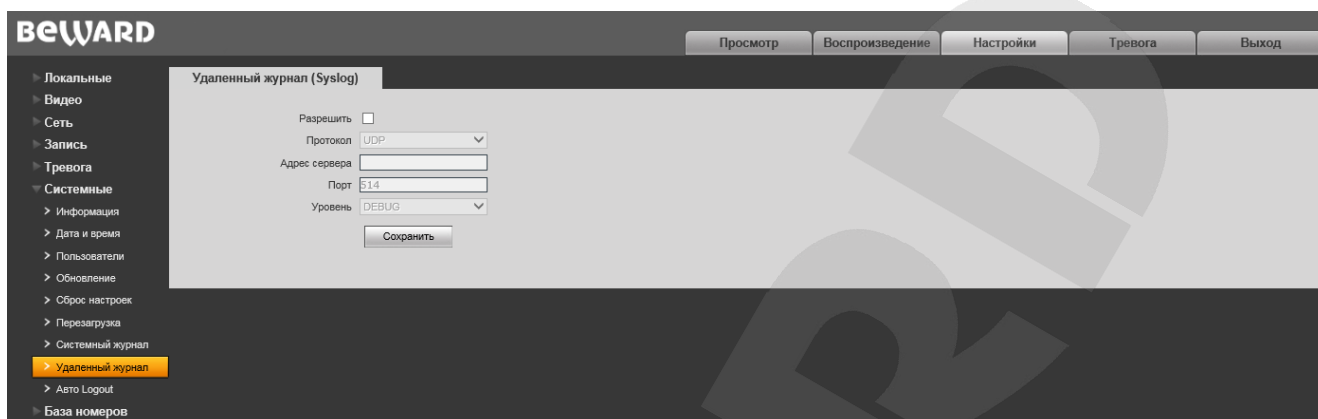 BEWARD
Просмотр Воспроизведение Настройки Тревога Выход
Локальные
Видео
Сеть
Запись
Тревога
Системные
Информация
Дата и время
Пользователи
Обновление
Сброс настроек
Перезагрузка
Системный журнал
Удаленный журнал
Авто Logout
База номеров
Удаленный журнал (Syslog)
Разрешить
Протокол UDP
Адрес сервера
Порт 514
Уровень DEBUG
Сохранить
RD